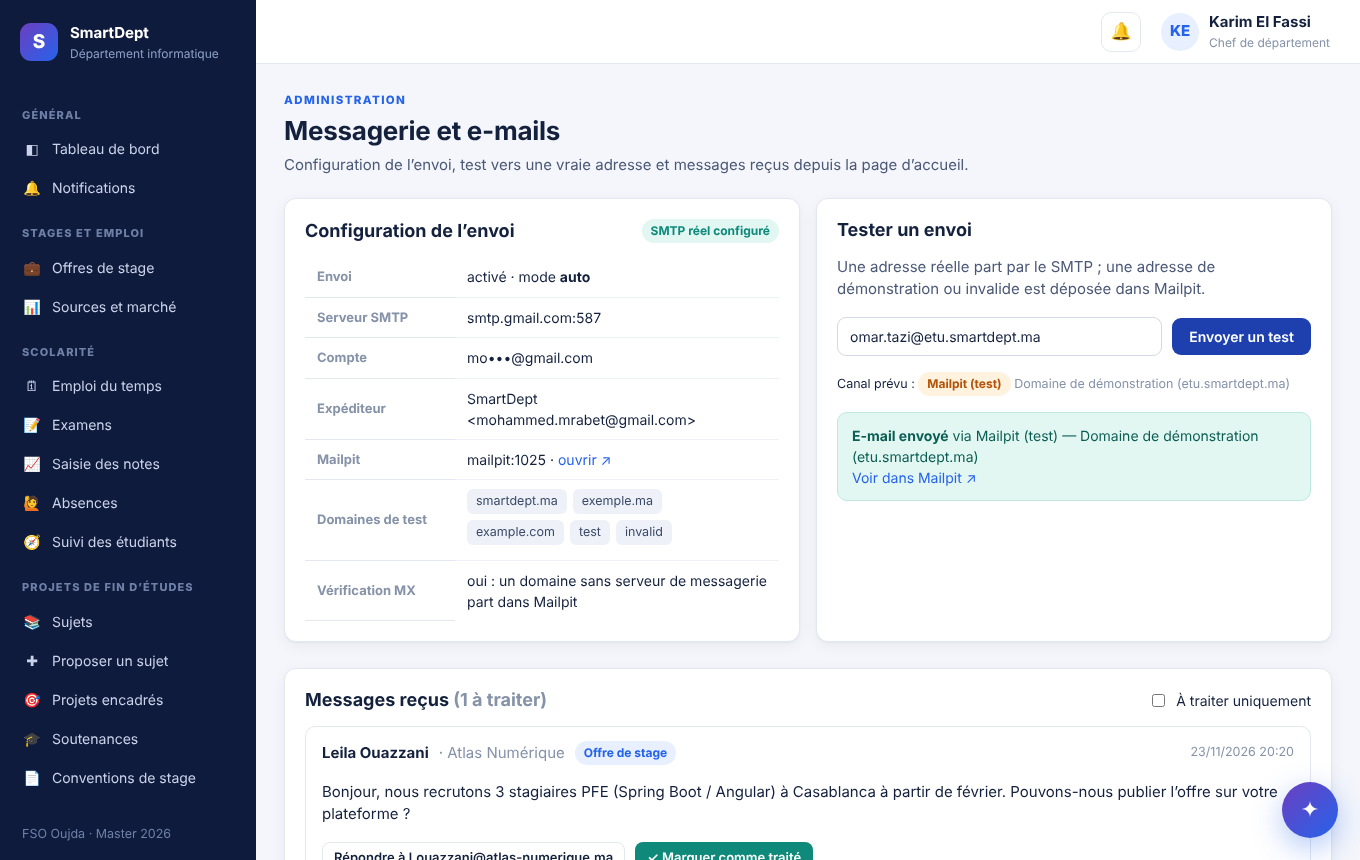 S
SmartDept
Département informatique
GÉNÉRAL
Tableau de bord
Notifications
STAGES ET EMPLOI
Offres de stage
Sources et marché
SCOLARITÉ
Emploi du temps
Examens
Saisie des notes
Absences
Suivi des étudiants
PROJETS DE FIN D’ÉTUDES
Sujets
Proposer un sujet
Projets encadrés
Soutenances
Conventions de stage
FSO Oujda · Master 2026
KE
Karim El Fassi
Chef de département
ADMINISTRATION
Messagerie et e-mails
Configuration de l’envoi, test vers une vraie adresse et messages reçus depuis la page d’accueil.
Configuration de l’envoi
SMTP réel configuré
Envoi
activé · mode auto
Serveur SMTP
smtp.gmail.com:587
Compte
mo•••@gmail.com
Expéditeur
SmartDept
<mohammed.mrabet@gmail.com>
Mailpit
mailpit:1025 · ouvrir ↗
Domaines de test
smartdept.ma exemple.ma
example.com test invalid
Vérification MX
oui : un domaine sans serveur de messagerie
part dans Mailpit
Tester un envoi
Une adresse réelle part par le SMTP ; une adresse de
démonstration ou invalide est déposée dans Mailpit.
omar.tazi@etu.smartdept.ma
Envoyer un test
Canal prévu : Mailpit (test) Domaine de démonstration (etu.smartdept.ma)
E-mail envoyé via Mailpit (test) — Domaine de démonstration
(etu.smartdept.ma)
Voir dans Mailpit ↗
Messages reçus (1 à traiter)
À traiter uniquement
Leila Ouazzani · Atlas Numérique Offre de stage
23/11/2026 20:20
Bonjour, nous recrutons 3 stagiaires PFE (Spring Boot / Angular) à Casablanca à partir de février. Pouvons-nous publier l’offre sur votre
plateforme ?
Répondre à l.ouazzani@atlas-numerique.ma
✓ Marquer comme traité